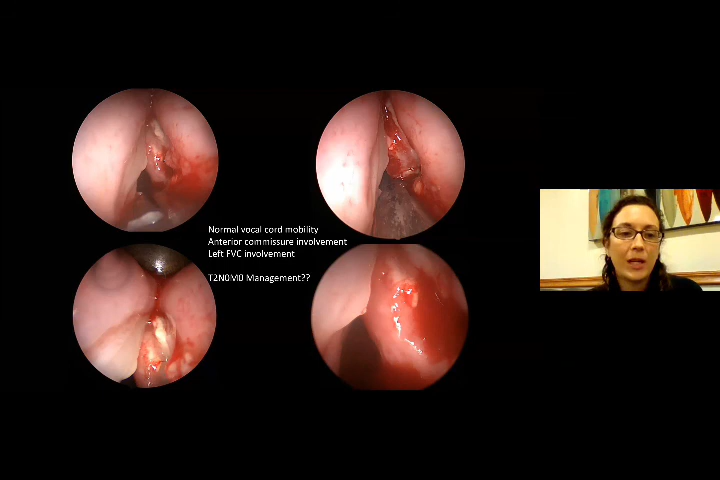 Normal vocal cord mobility
Anterior commissure involvement
Left FVC involvement
T2N0M0 Management??